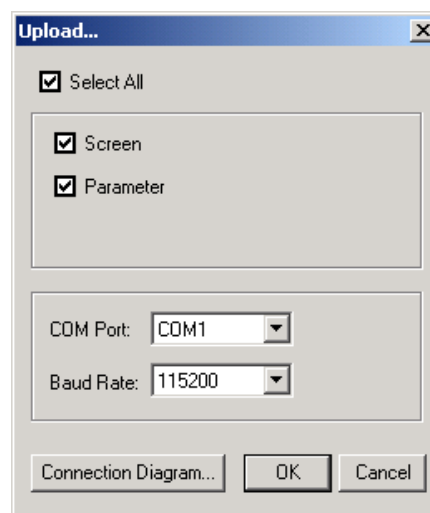 Upload...
Select All
Screen
Parameter
COM Port: COM1
Baud Rate: 115200
Connection Diagram... OK Cancel